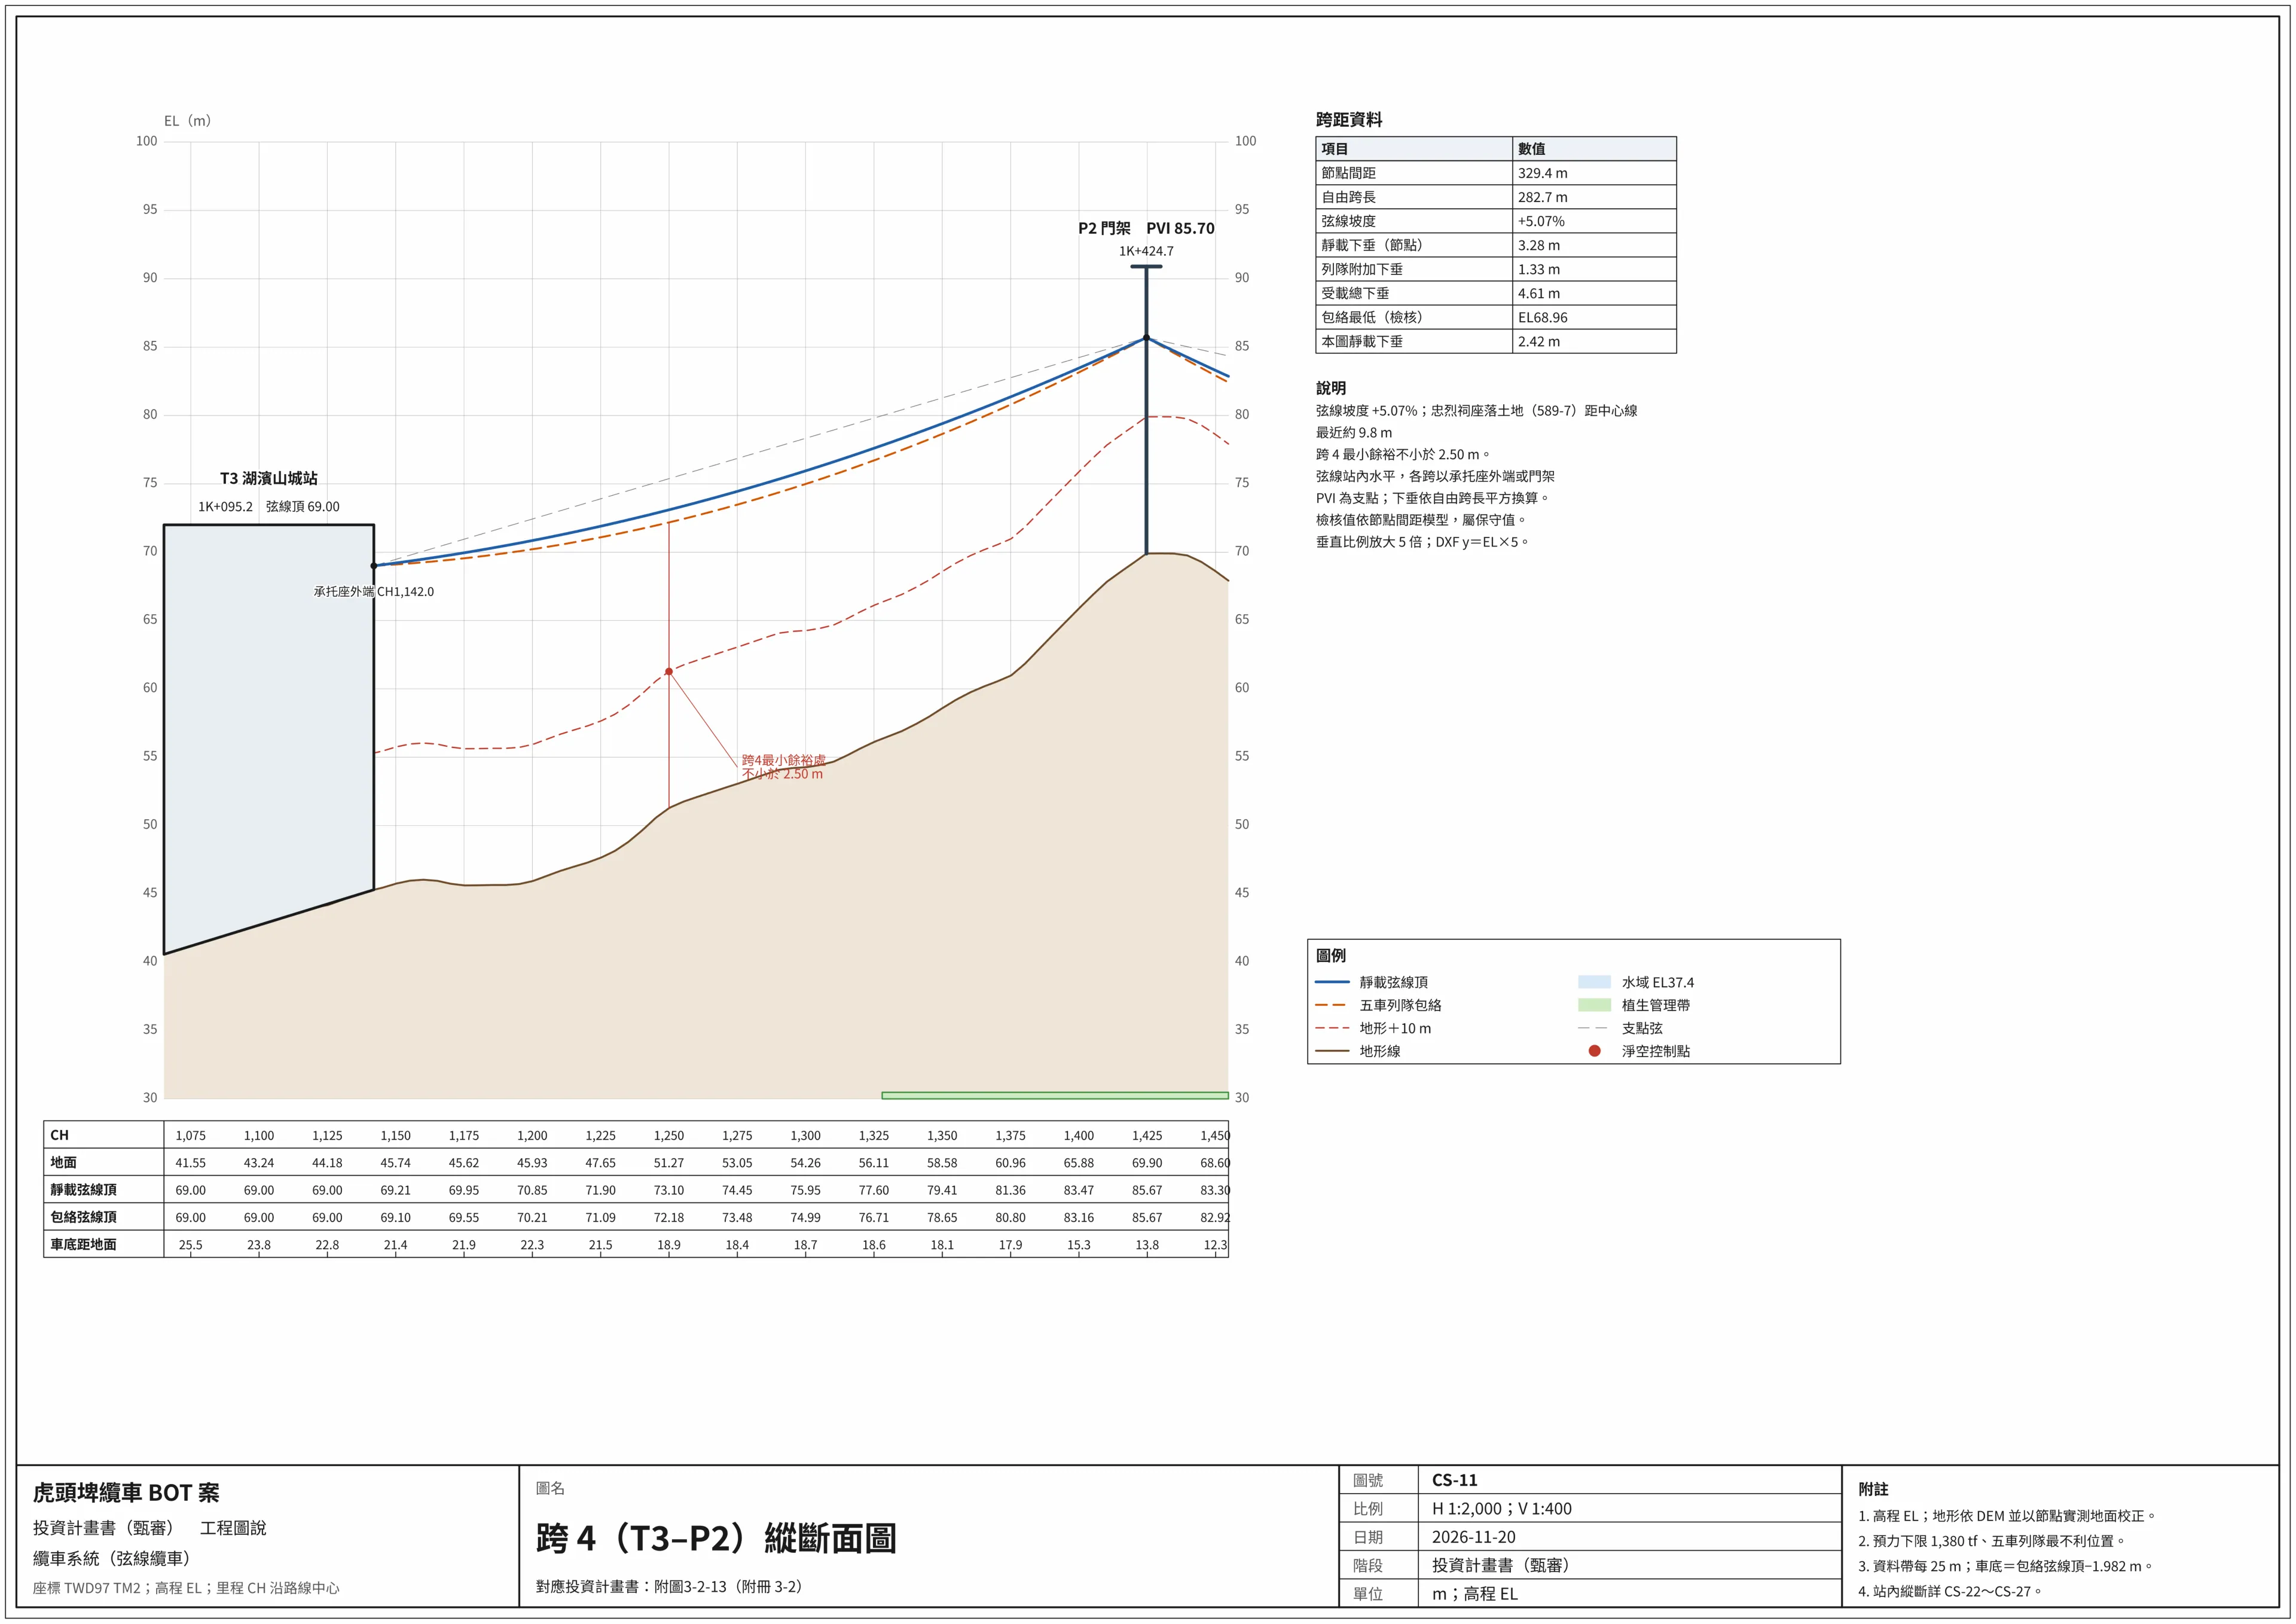 EL（m）
100
95
90
85
80
75
70
65
60
55
50
45
40
35
30
100
95
90
85
80
75
70
65
60
55
50
45
40
35
30
P2 門架 PVI 85.70
1K+424.7
T3 湖濱山城站
1K+095.2 弦線頂 69.00
承托座外端 CH1,142.0
跨4最小餘裕處
不小於 2.50 m
跨距資料
項目 數值
節點間距 329.4 m
自由跨長 282.7 m
弦線坡度 +5.07%
靜載下垂（節點） 3.28 m
列隊附加下垂 1.33 m
受載總下垂 4.61 m
包絡最低（檢核） EL68.96
本圖靜載下垂 2.42 m
說明
弦線坡度 +5.07%；忠烈祠座落土地（589-7）距中心線
最近約 9.8 m
跨 4 最小餘裕不小於 2.50 m。
弦線站內水平，各跨以承托座外端或門架
PVI 為支點；下垂依自由跨長平方換算。
檢核值依節點間距模型，屬保守值。
垂直比例放大 5 倍；DXF y＝EL×5。
圖例
靜載弦線頂 水域 EL37.4
五車列隊包絡 植生管理帶
地形＋10 m 支點弦
地形線 淨空控制點
CH 1,075 1,100 1,125 1,150 1,175 1,200 1,225 1,250 1,275 1,300 1,325 1,350 1,375 1,400 1,425 1,450
地面 41.55 43.24 44.18 45.74 45.62 45.93 47.65 51.27 53.05 54.26 56.11 58.58 60.96 65.88 69.90 68.60
靜載弦線頂 69.00 69.00 69.00 69.21 69.95 70.85 71.90 73.10 74.45 75.95 77.60 79.41 81.36 83.47 85.67 83.30
包絡弦線頂 69.00 69.00 69.00 69.10 69.55 70.21 71.09 72.18 73.48 74.99 76.71 78.65 80.80 83.16 85.67 82.92
車底距地面 25.5 23.8 22.8 21.4 21.9 22.3 21.5 18.9 18.4 18.7 18.6 18.1 17.9 15.3 13.8 12.3
虎頭埤纜車 BOT 案
投資計畫書（甄審） 工程圖說
纜車系統（弦線纜車）
座標 TWD97 TM2；高程 EL；里程 CH 沿路線中心
圖名
跨 4（T3–P2）縱斷面圖
對應投資計畫書：附圖3-2-13（附冊 3-2）
圖號 CS-11
比例 H 1:2,000；V 1:400
日期 2026-11-20
階段 投資計畫書（甄審）
單位 m；高程 EL
附註
1. 高程 EL；地形依 DEM 並以節點實測地面校正。
2. 預力下限 1,380 tf、五車列隊最不利位置。
3. 資料帶每 25 m；車底＝包絡弦線頂−1.982 m。
4. 站內縱斷詳 CS-22～CS-27。